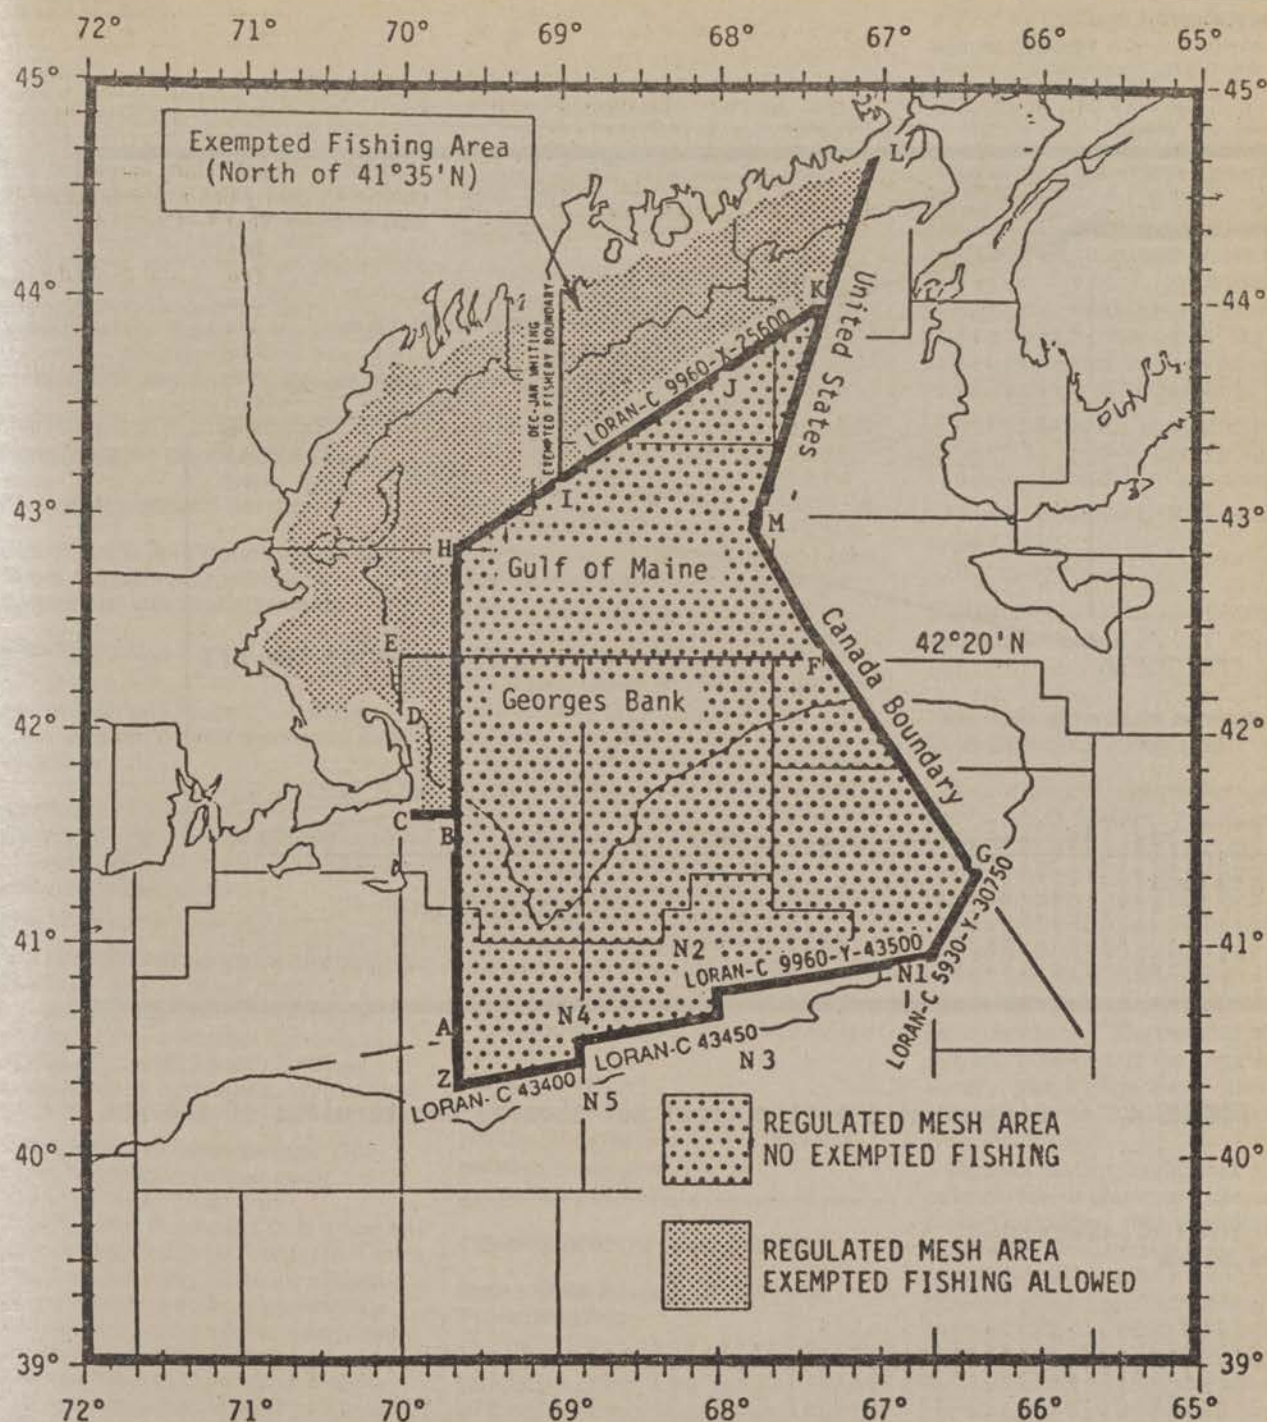 72° 71° 70° 69° 68° 67° 66° 65°
45° 45°
Exempted Fishing Area
(North of 41°35'N)
L
44° 44°
K
United States
DEC-JAN WHITING
EXEMPTED FISHERY BOUNDARY
LORAN-C 9960-X-25600
J
I
43° 43°
M
H
Gulf of Maine
E
42°20'N
F
Canada Boundary
Georges Bank
D
42° 42°
C
B
G
41° 41°
N2
LORAN-C 9960-Y-43500
N1
LORAN-C 5930-Y-30750
A
N4
LORAN-C 43450
N3
Z
LORAN-C 43400
N5
REGULATED MESH AREA
NO EXEMPTED FISHING
40° 40°
REGULATED MESH AREA
EXEMPTED FISHING ALLOWED
39° 39°
72° 71° 70° 69° 68° 67° 66° 65°